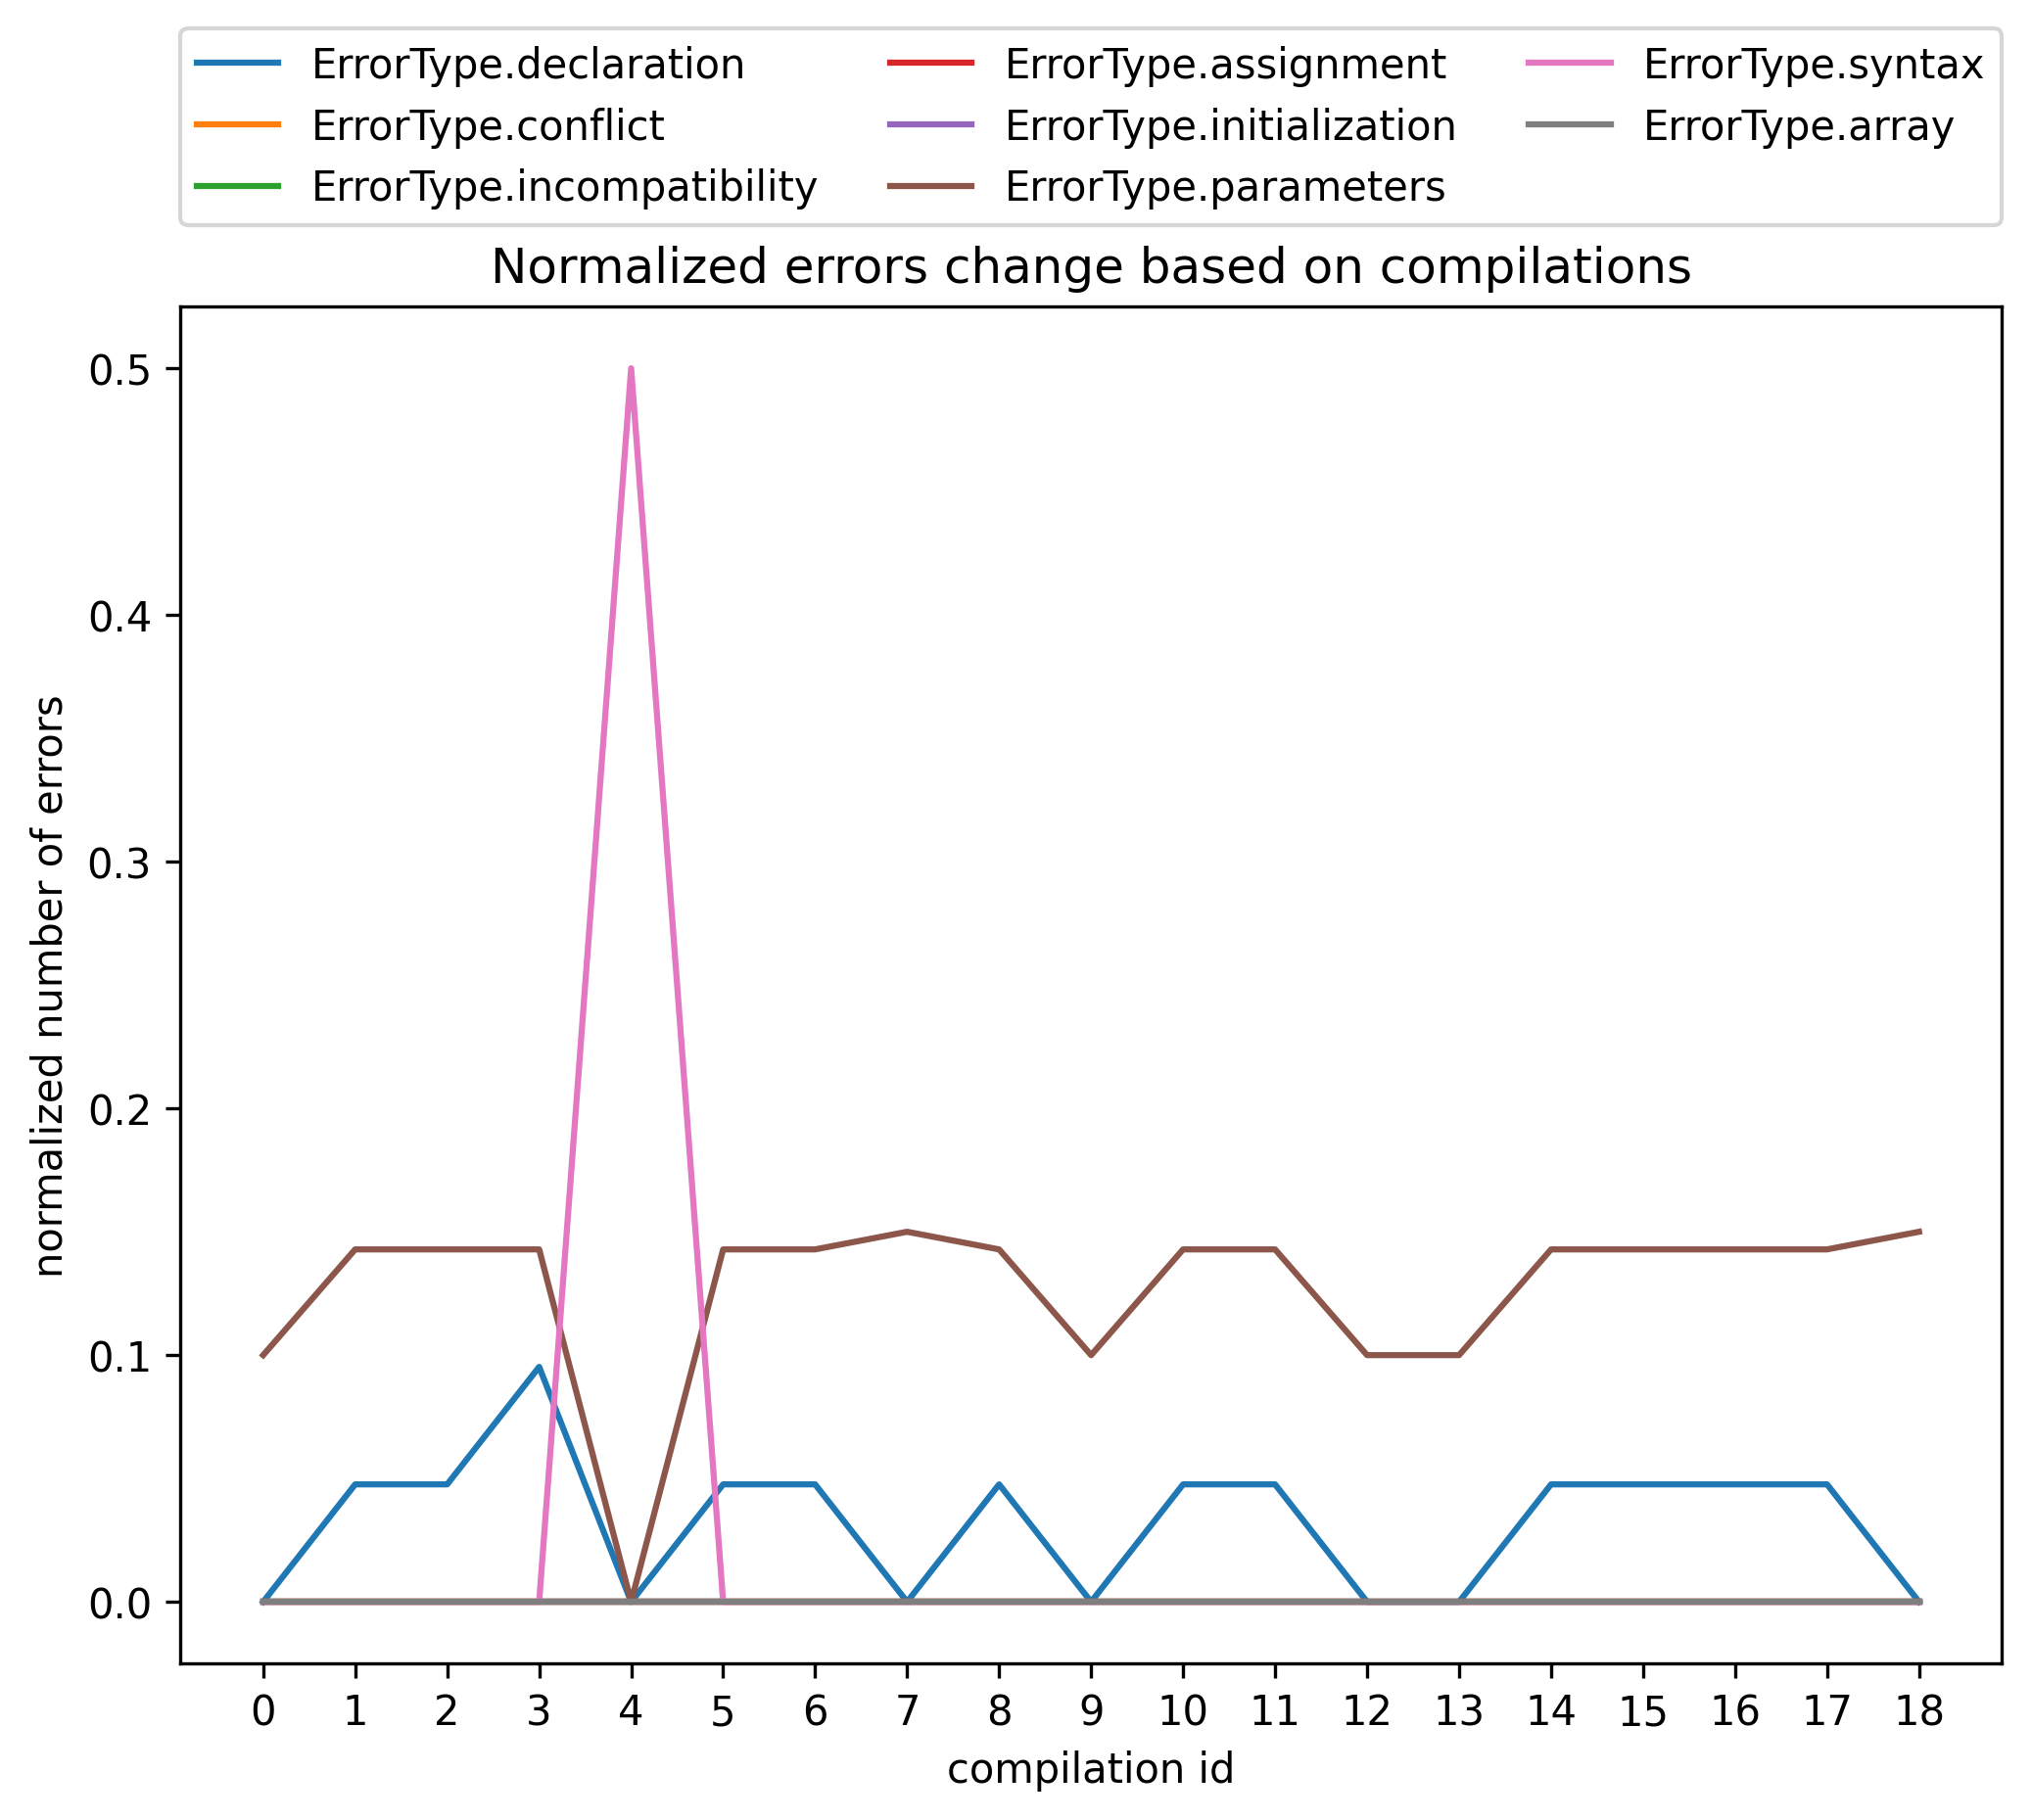 ErrorType.declaration
ErrorType.conflict
ErrorType.incompatibility
ErrorType.assignment
ErrorType.initialization
ErrorType.parameters
ErrorType.syntax
ErrorType.array
Normalized errors change based on compilations
normalized number of errors
0.5
0.4
0.3
0.2
0.1
0.0
0 1 2 3 4 5 6 7 8 9 10 11 12 13 14 15 16 17 18
compilation id